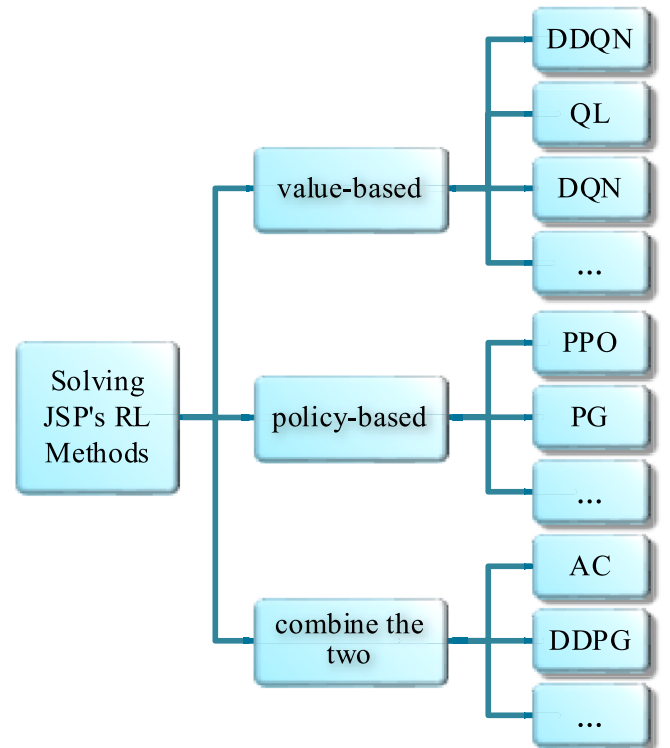 Solving
JSP's RL
Methods
value-based
DDQN
QL
DQN
...
policy-based
PPO
PG
...
combine the
two
AC
DDPG
...